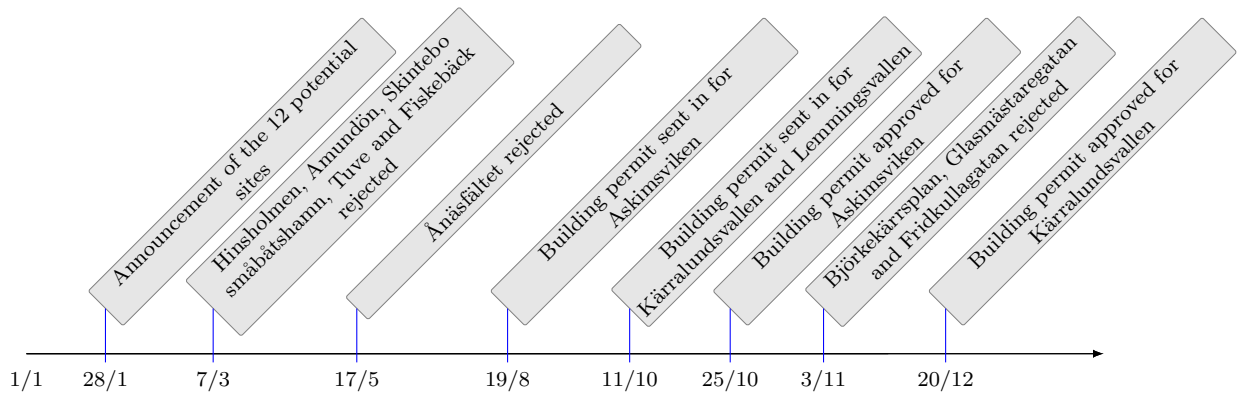 Announcement of the 12 potential
sites
Hinsholmen, Amundön, Skintebo
småbåtshamn, Tuve and Fiskebäck
rejected
Ånäsfältet rejected
Building permit sent in for
Askimsviken
Building permit sent in for
Kärralundsvallen and Lemmingsvallen
Building permit approved for
Askimsviken
Björkekärrsplan, Glasmästaregatan
and Fridkullagatan rejected
Building permit approved for
Kärralundsvallen
1/1
28/1
7/3
17/5
19/8
11/10
25/10
3/11
20/12